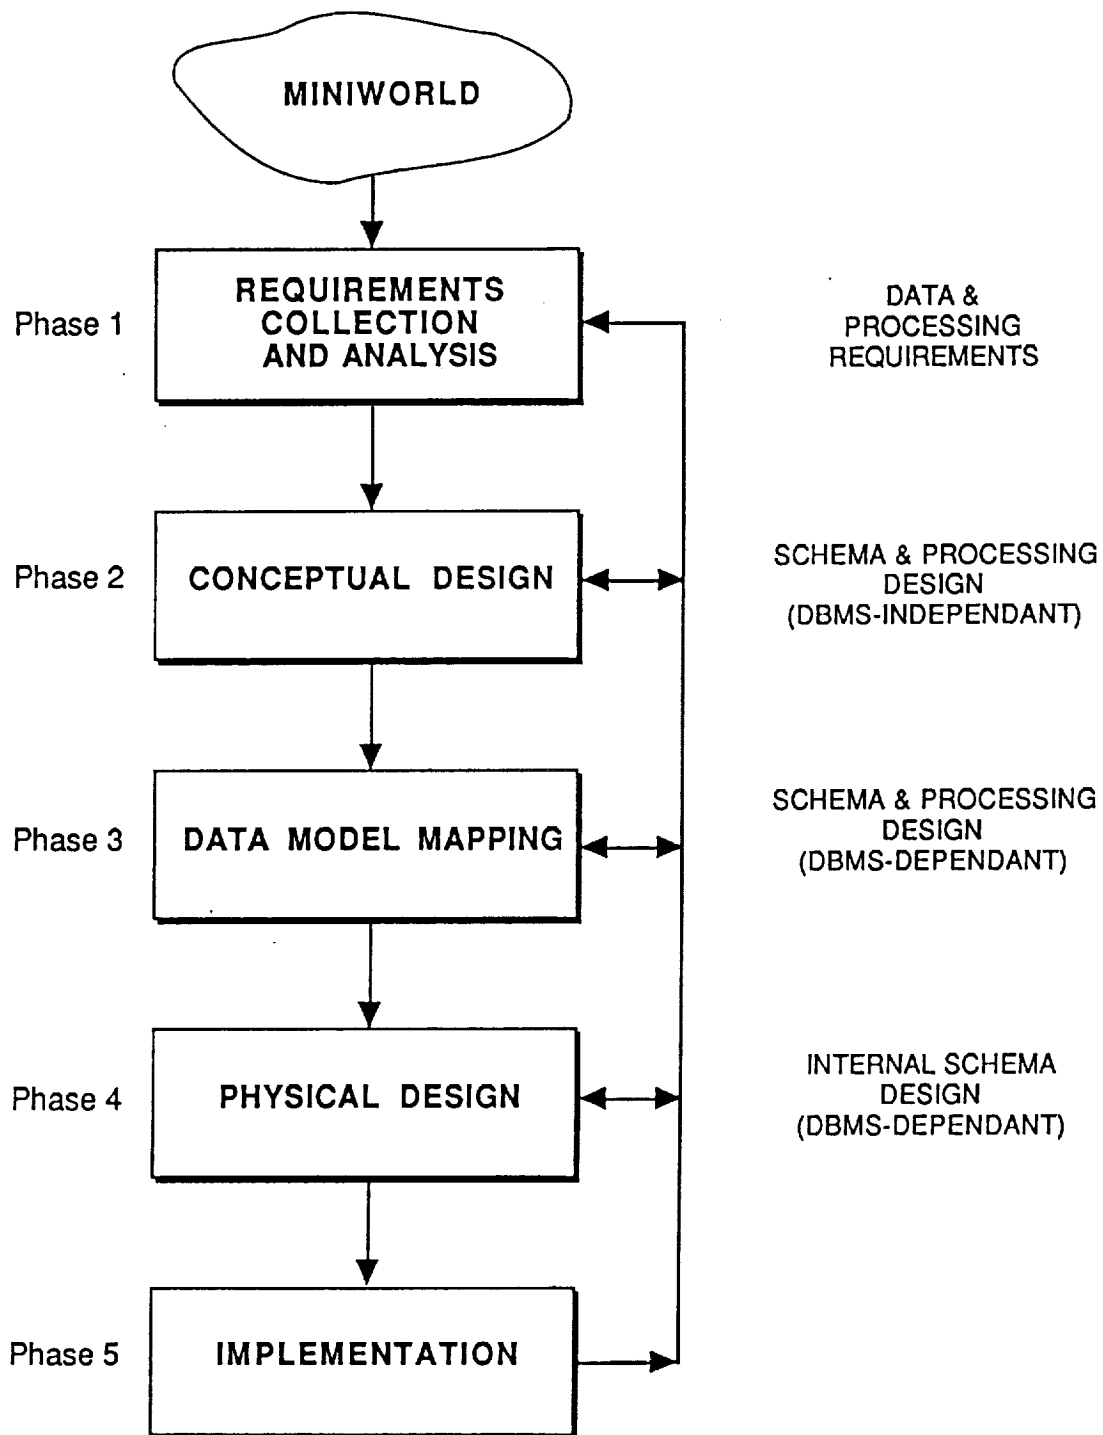 MINIWORLD
Phase 1
REQUIREMENTS
COLLECTION
AND ANALYSIS
DATA &
PROCESSING
REQUIREMENTS
Phase 2
CONCEPTUAL DESIGN
SCHEMA & PROCESSING
DESIGN
(DBMS-INDEPENDANT)
Phase 3
DATA MODEL MAPPING
SCHEMA & PROCESSING
DESIGN
(DBMS-DEPENDANT)
Phase 4
PHYSICAL DESIGN
INTERNAL SCHEMA
DESIGN
(DBMS-DEPENDANT)
Phase 5
IMPLEMENTATION